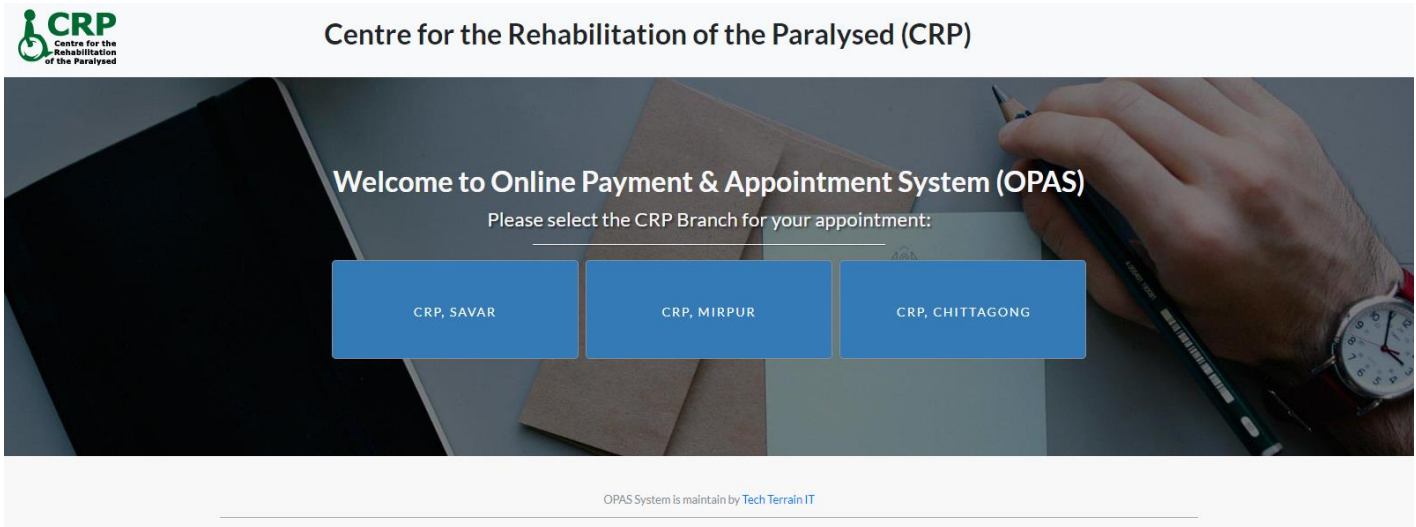 CRP
Centre for the
Rehabilitation
of the Paralysed
Centre for the Rehabilitation of the Paralysed (CRP)
Welcome to Online Payment & Appointment System (OPAS)
Please select the CRP Branch for your appointment:
CRP, SAVAR
CRP, MIRPUR
CRP, CHITTAGONG
OPAS System is maintain by Tech Terrain IT